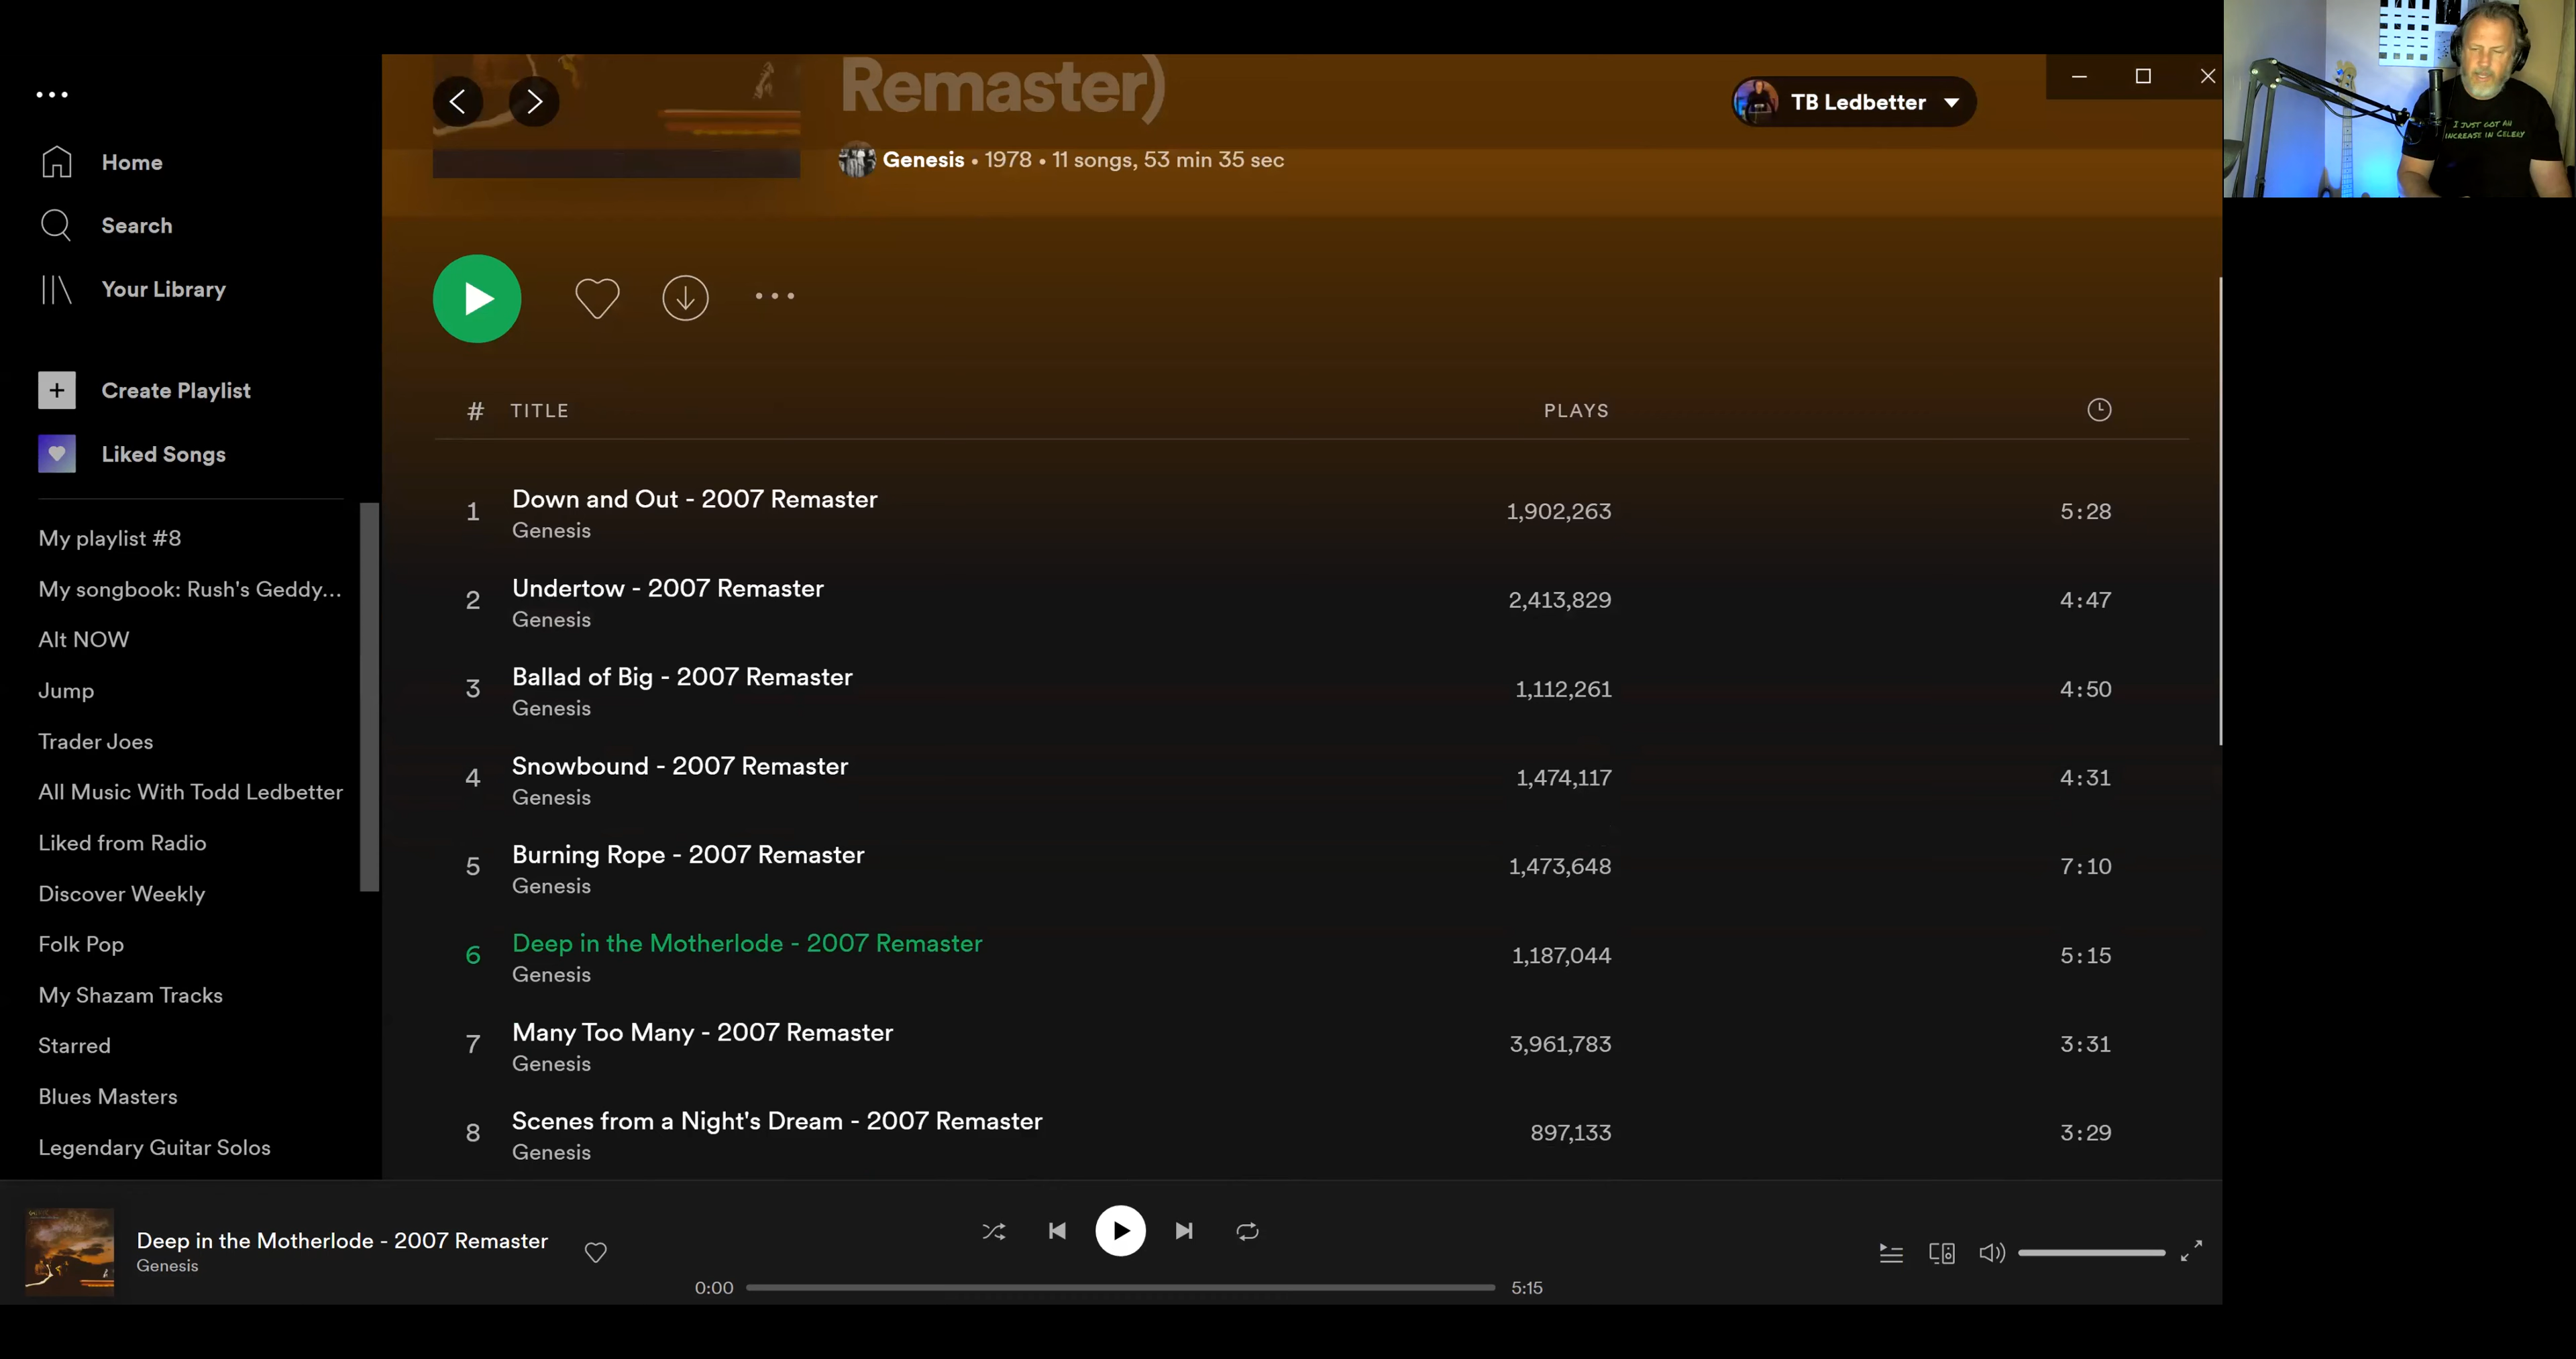 Home
Search
Your Library
Create Playlist
Liked Songs
My playlist #8
My songbook: Rush's Geddy...
Alt NOW
Jump
Trader Joes
All Music With Todd Ledbetter
Liked from Radio
Discover Weekly
Folk Pop
My Shazam Tracks
Starred
Blues Masters
Legendary Guitar Solos
Remaster)
Genesis • 1978 • 11 songs, 53 min 35 sec
TB Ledbetter
I JUST GOT AN
INCREASE IN CELERY
# TITLE PLAYS
1 Down and Out - 2007 Remaster 1,902,263 5:28
Genesis
2 Undertow - 2007 Remaster 2,413,829 4:47
Genesis
3 Ballad of Big - 2007 Remaster 1,112,261 4:50
Genesis
4 Snowbound - 2007 Remaster 1,474,117 4:31
Genesis
5 Burning Rope - 2007 Remaster 1,473,648 7:10
Genesis
6 Deep in the Motherlode - 2007 Remaster 1,187,044 5:15
Genesis
7 Many Too Many - 2007 Remaster 3,961,783 3:31
Genesis
8 Scenes from a Night's Dream - 2007 Remaster 897,133 3:29
Genesis
Deep in the Motherlode - 2007 Remaster
Genesis
0:00 5:15